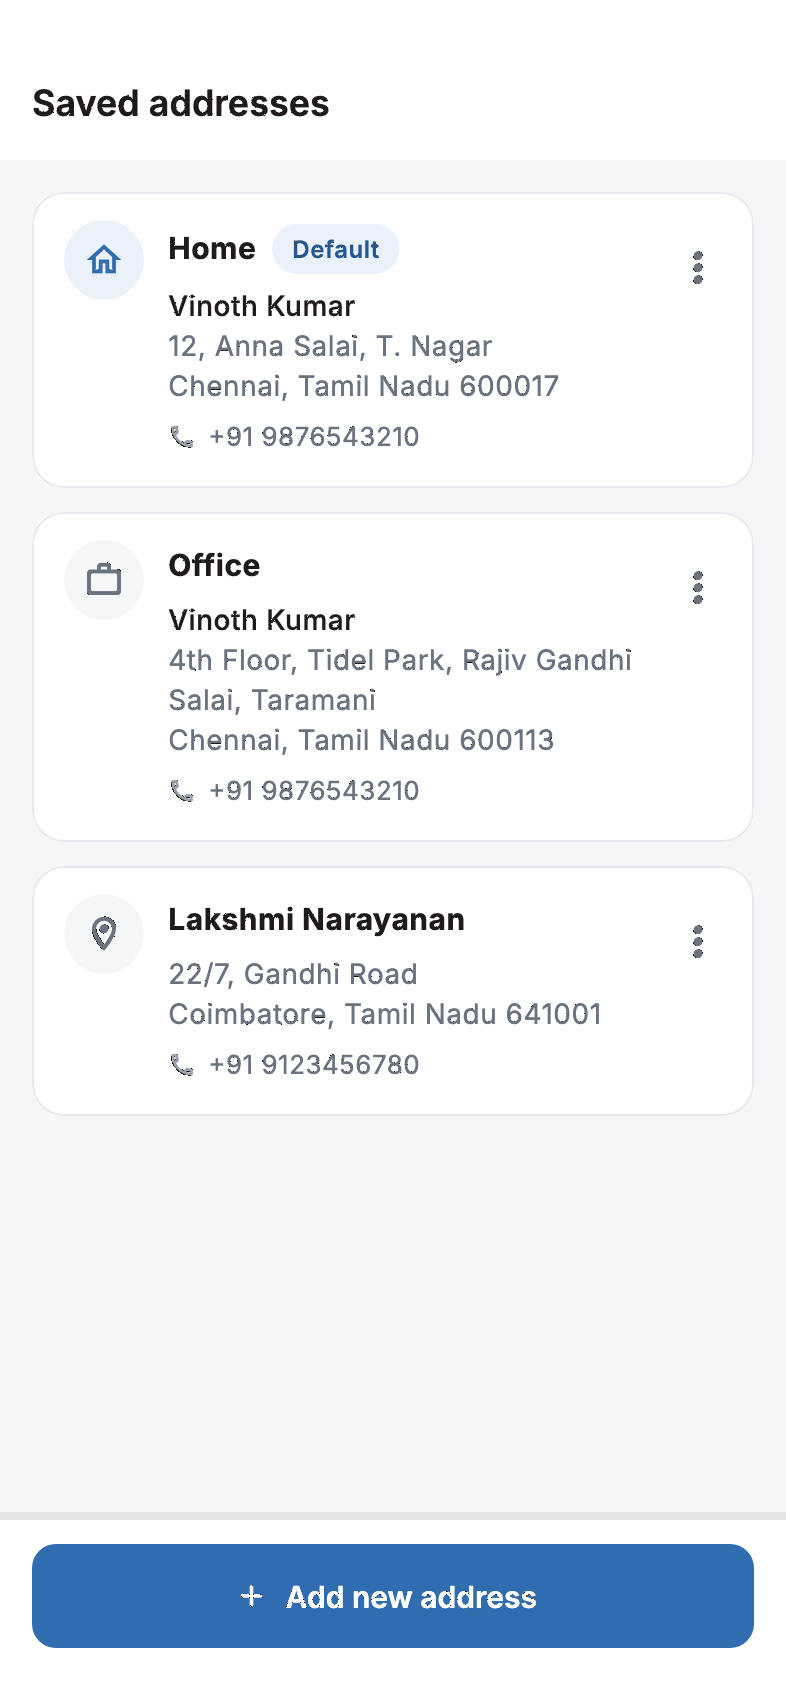 Saved addresses
Home
Default
Vinoth Kumar
12, Anna Salai, T. Nagar
Chennai, Tamil Nadu 600017
+91 9876543210
Office
Vinoth Kumar
4th Floor, Tidel Park, Rajiv Gandhi
Salai, Taramani
Chennai, Tamil Nadu 600113
+91 9876543210
Lakshmi Narayanan
22/7, Gandhi Road
Coimbatore, Tamil Nadu 641001
+91 9123456780
+ Add new address